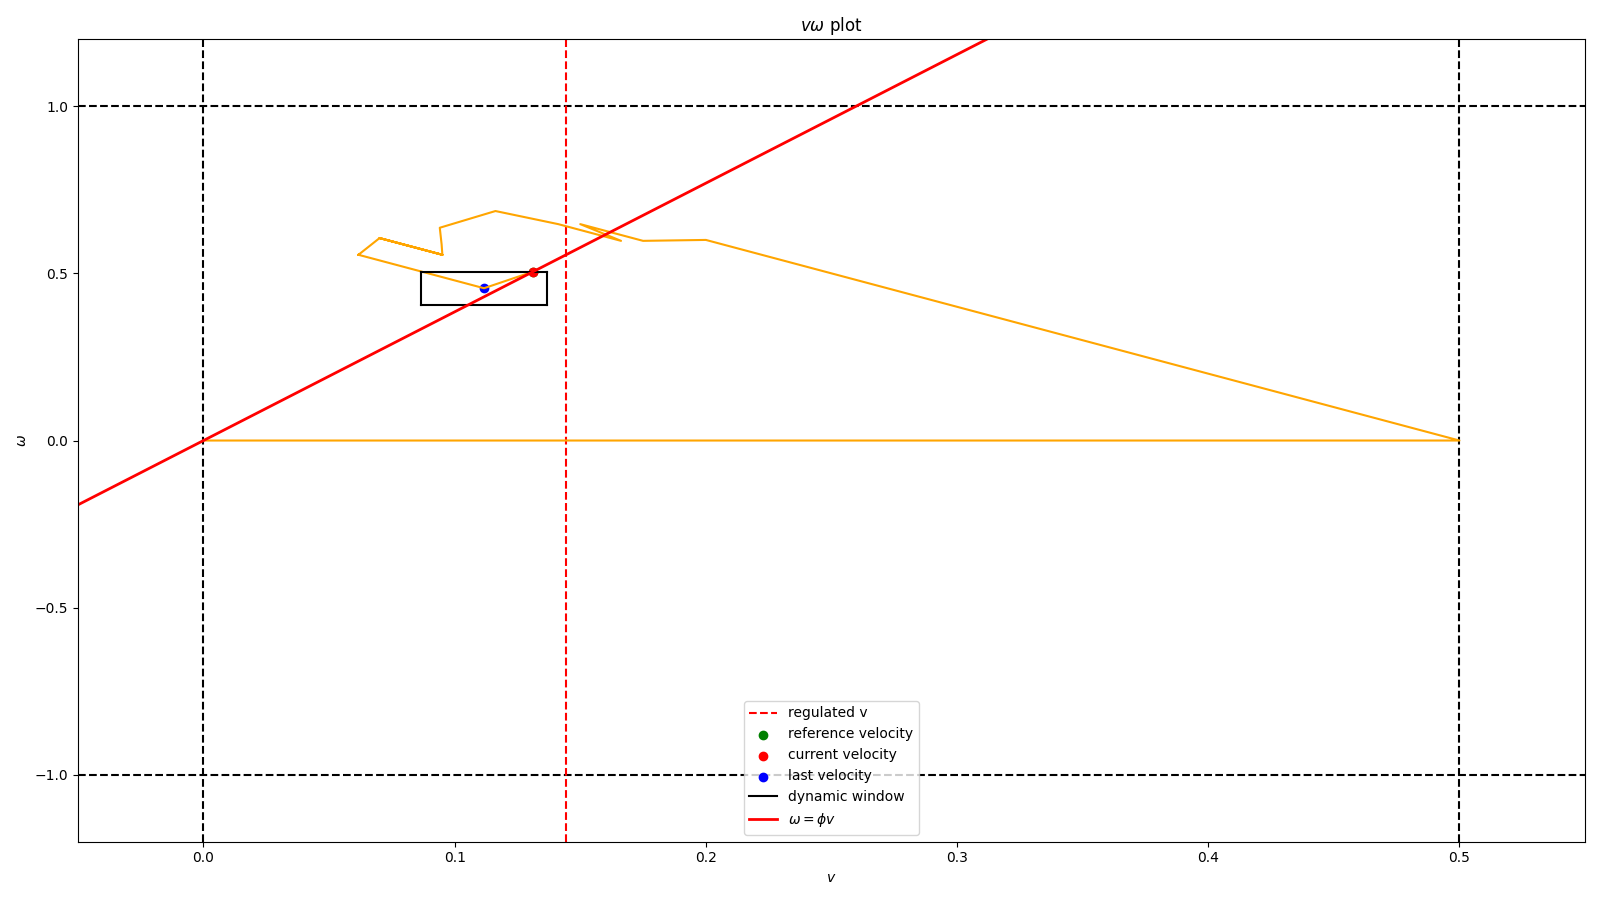 vω plot
1.0
0.5
0.0
−0.5
−1.0
ω
0.0 0.1 0.2 0.3 0.4 0.5
v
regulated v
reference velocity
current velocity
last velocity
dynamic window
ω = ϕv